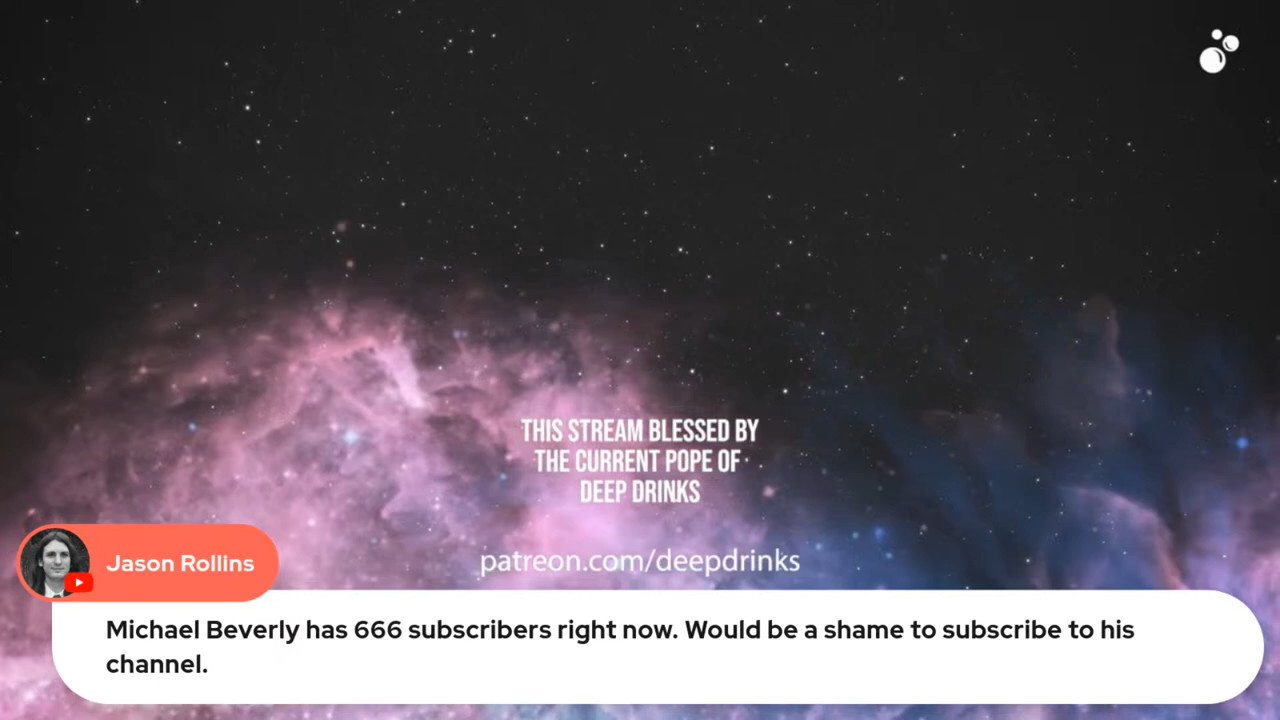 THIS STREAM BLESSED BY
THE CURRENT POPE OF
DEEP DRINKS
patreon.com/deepdrinks
Jason Rollins
Michael Beverly has 666 subscribers right now. Would be a shame to subscribe to his
channel.